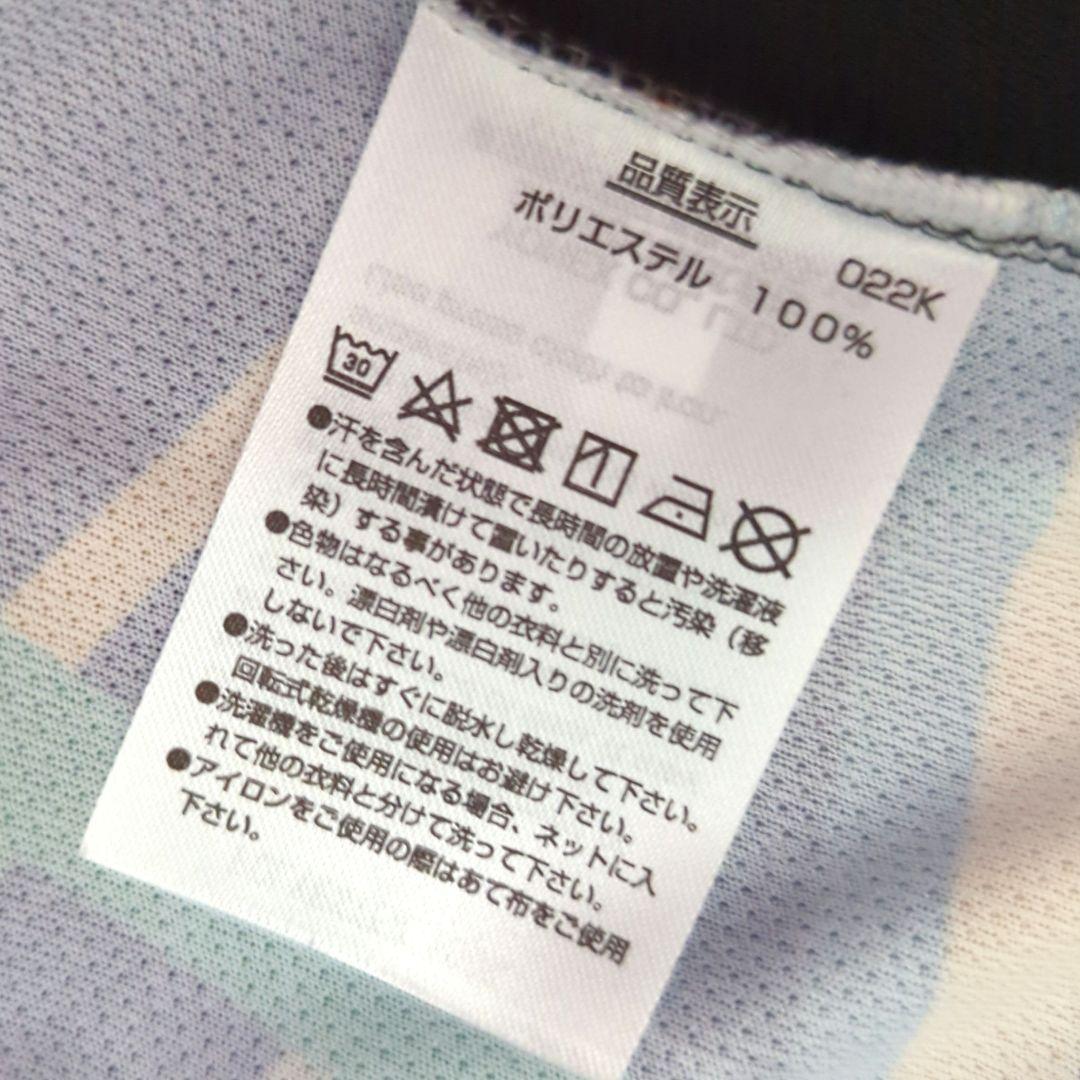 品質表示
ポリエステル 100%
022K
30
●汗を含んだ状態で長時間の放置や洗濯液
に長時間漬けて置いたりすると汚染（移
染）する事があります。
●色物はなるべく他の衣料と別に洗って下
さい。漂白剤や漂白剤入りの洗剤を使用
しないで下さい。
●洗った後はすぐに脱水し乾燥して下さい。
回転式乾燥機の使用はお避け下さい。
●洗濯機をご使用になる場合、ネットに入
れて他の衣料と分けて洗って下さい。
●アイロンをご使用の際はあて布をご使用
下さい。